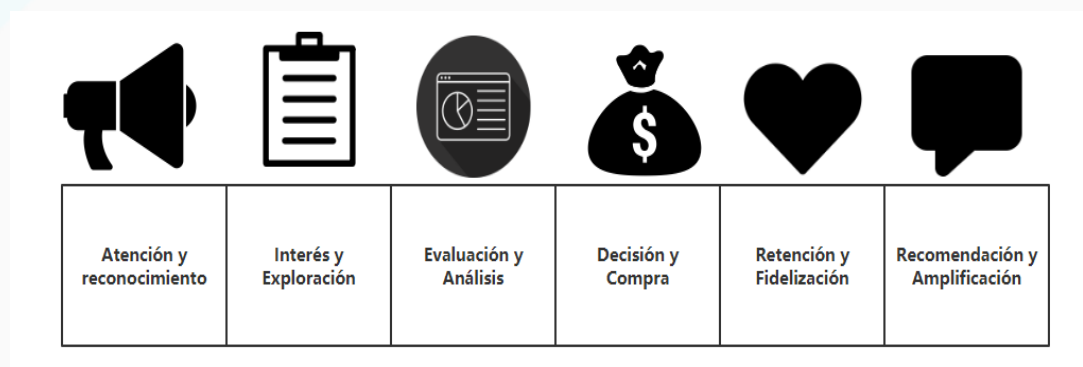 $
Atención y
reconocimiento
Interés y
Exploración
Evaluación y
Análisis
Decisión y
Compra
Retención y
Fidelización
Recomendación y
Amplificación